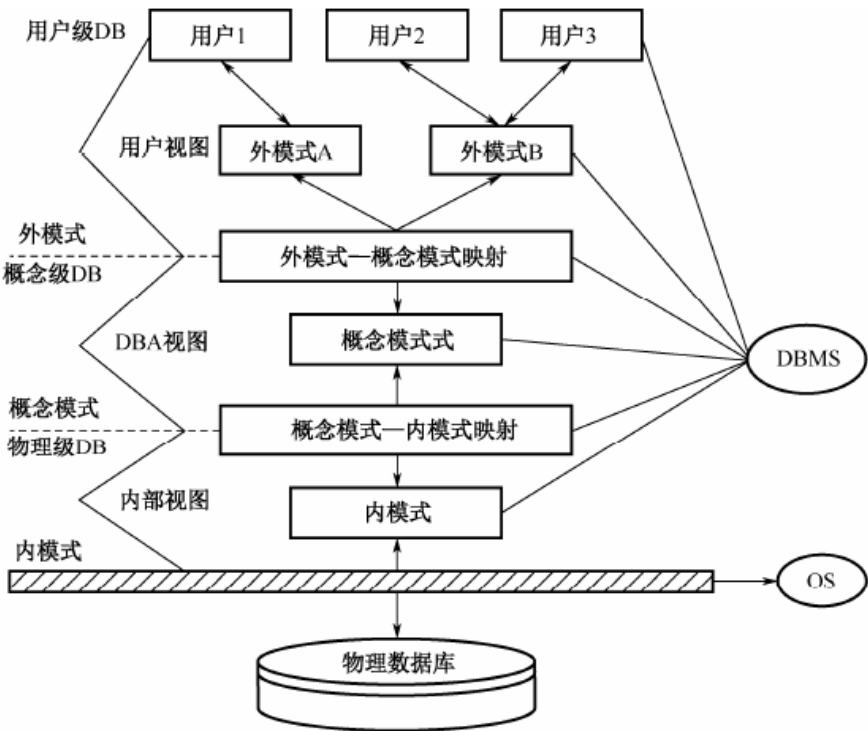 用户级DB
用户1
用户2
用户3
用户视图
外模式A
外模式B
外模式
概念级DB
外模式—概念模式映射
DBA视图
概念模式式
DBMS
概念模式
物理级DB
概念模式—内模式映射
内部视图
内模式
内模式
OS
物理数据库